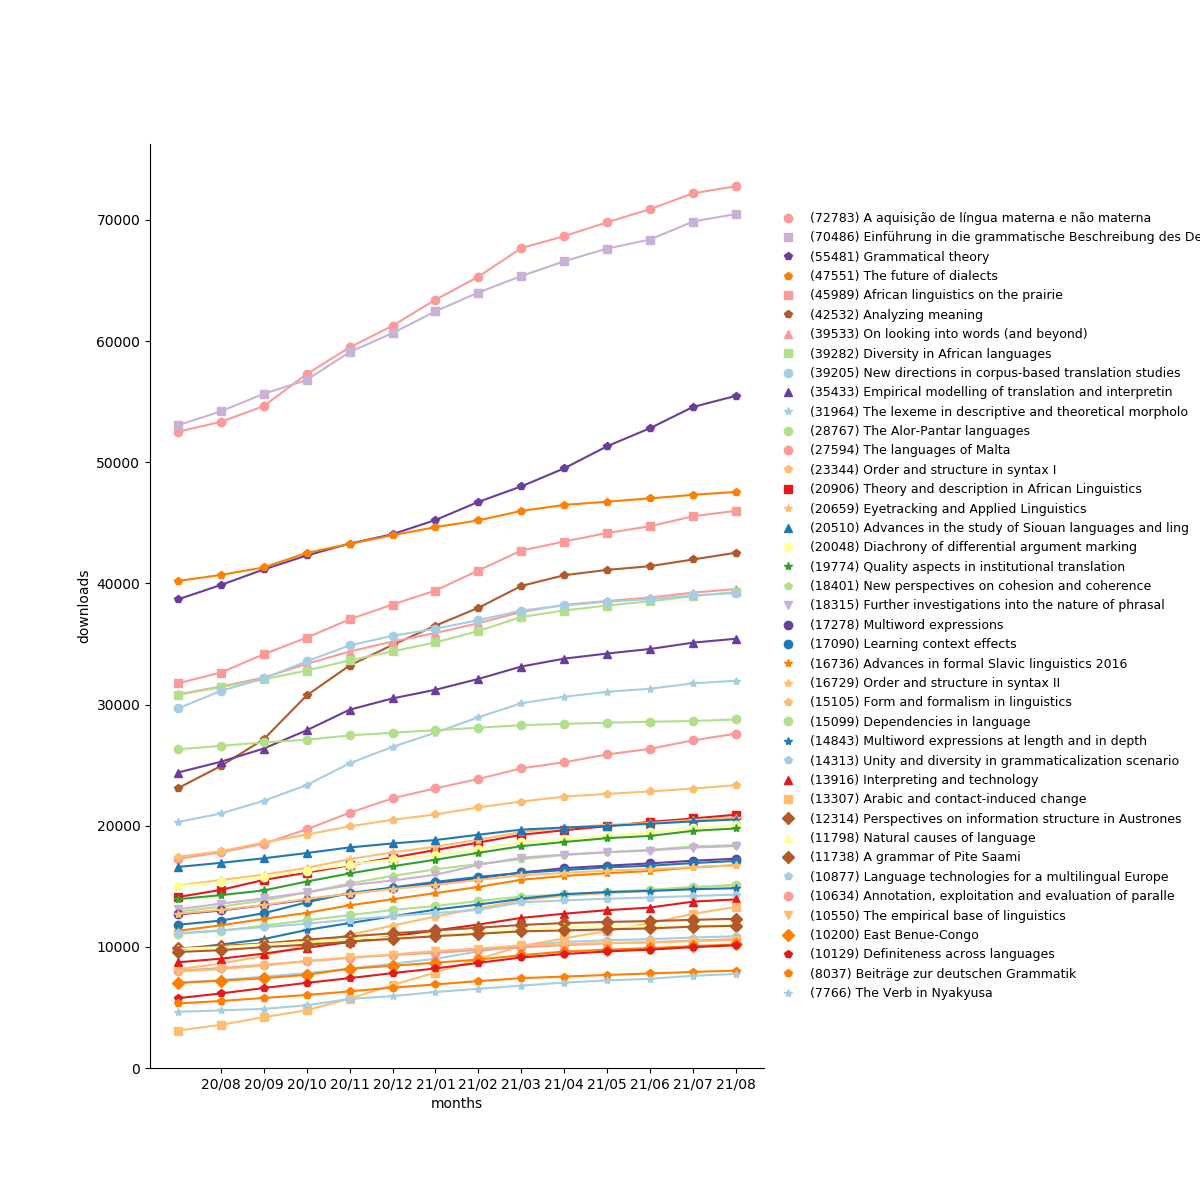 70000
60000
50000
40000
30000
20000
10000
0
downloads
20/08 20/09 20/10 20/11 20/12 21/01 21/02 21/03 21/04 21/05 21/06 21/07 21/08
months
(72783) A aquisição de língua materna e não materna
(70486) Einführung in die grammatische Beschreibung des De
(55481) Grammatical theory
(47551) The future of dialects
(45989) African linguistics on the prairie
(42532) Analyzing meaning
(39533) On looking into words (and beyond)
(39282) Diversity in African languages
(39205) New directions in corpus-based translation studies
(35433) Empirical modelling of translation and interpretin
(31964) The lexeme in descriptive and theoretical morpholo
(28767) The Alor-Pantar languages
(27594) The languages of Malta
(23344) Order and structure in syntax I
(20906) Theory and description in African Linguistics
(20659) Eyetracking and Applied Linguistics
(20510) Advances in the study of Siouan languages and ling
(20048) Diachrony of differential argument marking
(19774) Quality aspects in institutional translation
(18401) New perspectives on cohesion and coherence
(18315) Further investigations into the nature of phrasal
(17278) Multiword expressions
(17090) Learning context effects
(16736) Advances in formal Slavic linguistics 2016
(16729) Order and structure in syntax II
(15105) Form and formalism in linguistics
(15099) Dependencies in language
(14843) Multiword expressions at length and in depth
(14313) Unity and diversity in grammaticalization scenario
(13916) Interpreting and technology
(13307) Arabic and contact-induced change
(12314) Perspectives on information structure in Austrones
(11798) Natural causes of language
(11738) A grammar of Pite Saami
(10877) Language technologies for a multilingual Europe
(10634) Annotation, exploitation and evaluation of paralle
(10550) The empirical base of linguistics
(10200) East Benue-Congo
(10129) Definiteness across languages
(8037) Beiträge zur deutschen Grammatik
(7766) The Verb in Nyakyusa